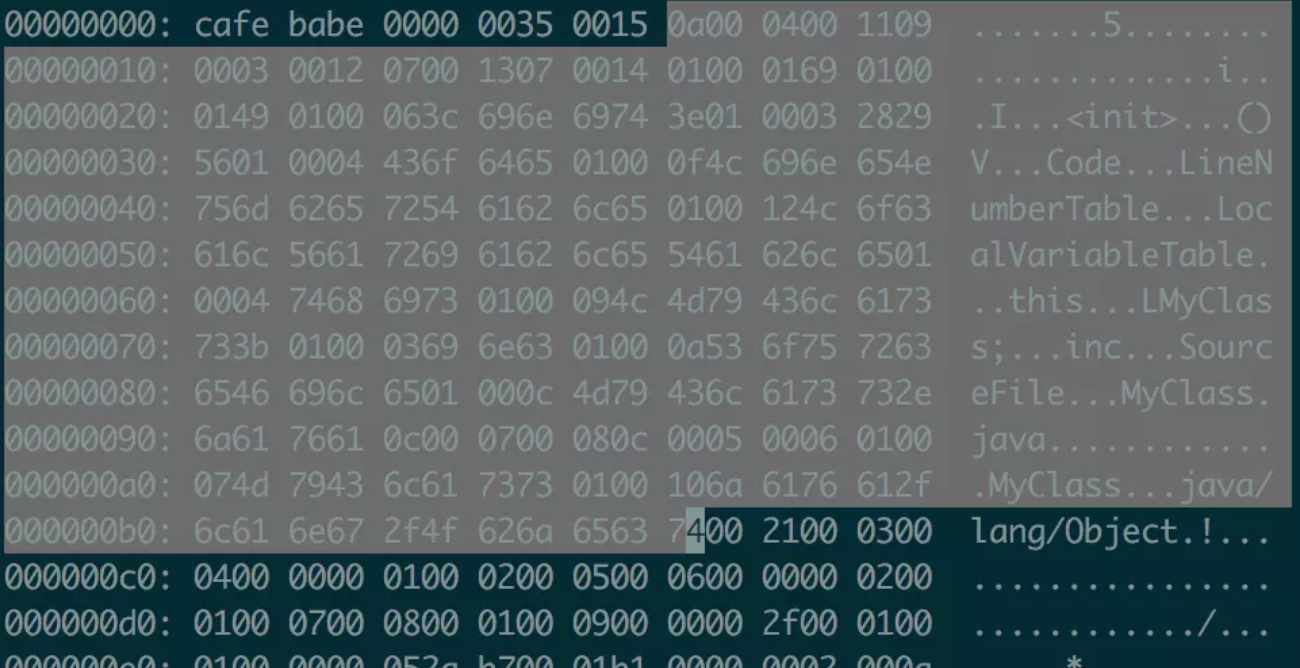 00000000: cafe babe 0000 0035 0015 0a00 0400 1109 .......5........
00000010: 0003 0012 0700 1307 0014 0100 0169 0100 .............i..
00000020: 0149 0100 063c 696e 6974 3e01 0003 2829 .I...<init>...()
00000030: 5601 0004 436f 6465 0100 0f4c 696e 654e V...Code...LineN
00000040: 756d 6265 7254 6162 6c65 0100 124c 6f63 umberTable...Loc
00000050: 616c 5661 7269 6162 6c65 5461 626c 6501 alVariableTable.
00000060: 0004 7468 6973 0100 094c 4d79 436c 6173 ..this...LMyClas
00000070: 733b 0100 0369 6e63 0100 0a53 6f75 7263 s;...inc...Sourc
00000080: 6546 696c 6501 000c 4d79 436c 6173 732e eFile...MyClass.
00000090: 6a61 7661 0c00 0700 080c 0005 0006 0100 java............
000000a0: 074d 7943 6c61 7373 0100 106a 6176 612f .MyClass...java/
000000b0: 6c61 6e67 2f4f 626a 6563 7400 2100 0300 lang/Object.!...
000000c0: 0400 0000 0100 0200 0500 0600 0000 0200 ................
000000d0: 0100 0700 0800 0100 0900 0000 2f00 0100 ............/...